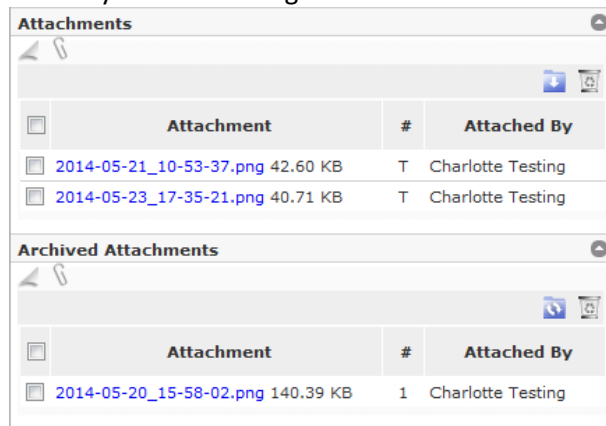 Attachments
Attachment # Attached By
2014-05-21_10-53-37.png 42.60 KB T Charlotte Testing
2014-05-23_17-35-21.png 40.71 KB T Charlotte Testing
Archived Attachments
Attachment # Attached By
2014-05-20_15-58-02.png 140.39 KB 1 Charlotte Testing